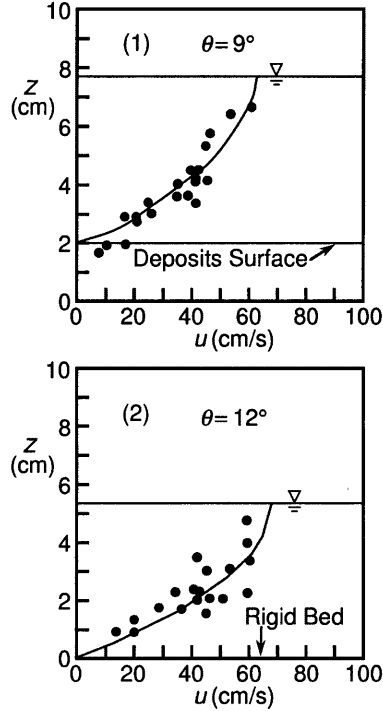 10
(1) θ = 9°
8
z
(cm)
6
4
2
Deposits Surface
0
0 20 40 60 80 100
u (cm/s)
10
(2) θ = 12°
8
z
(cm)
6
4
2
Rigid Bed
0
0 20 40 60 80 100
u (cm/s)